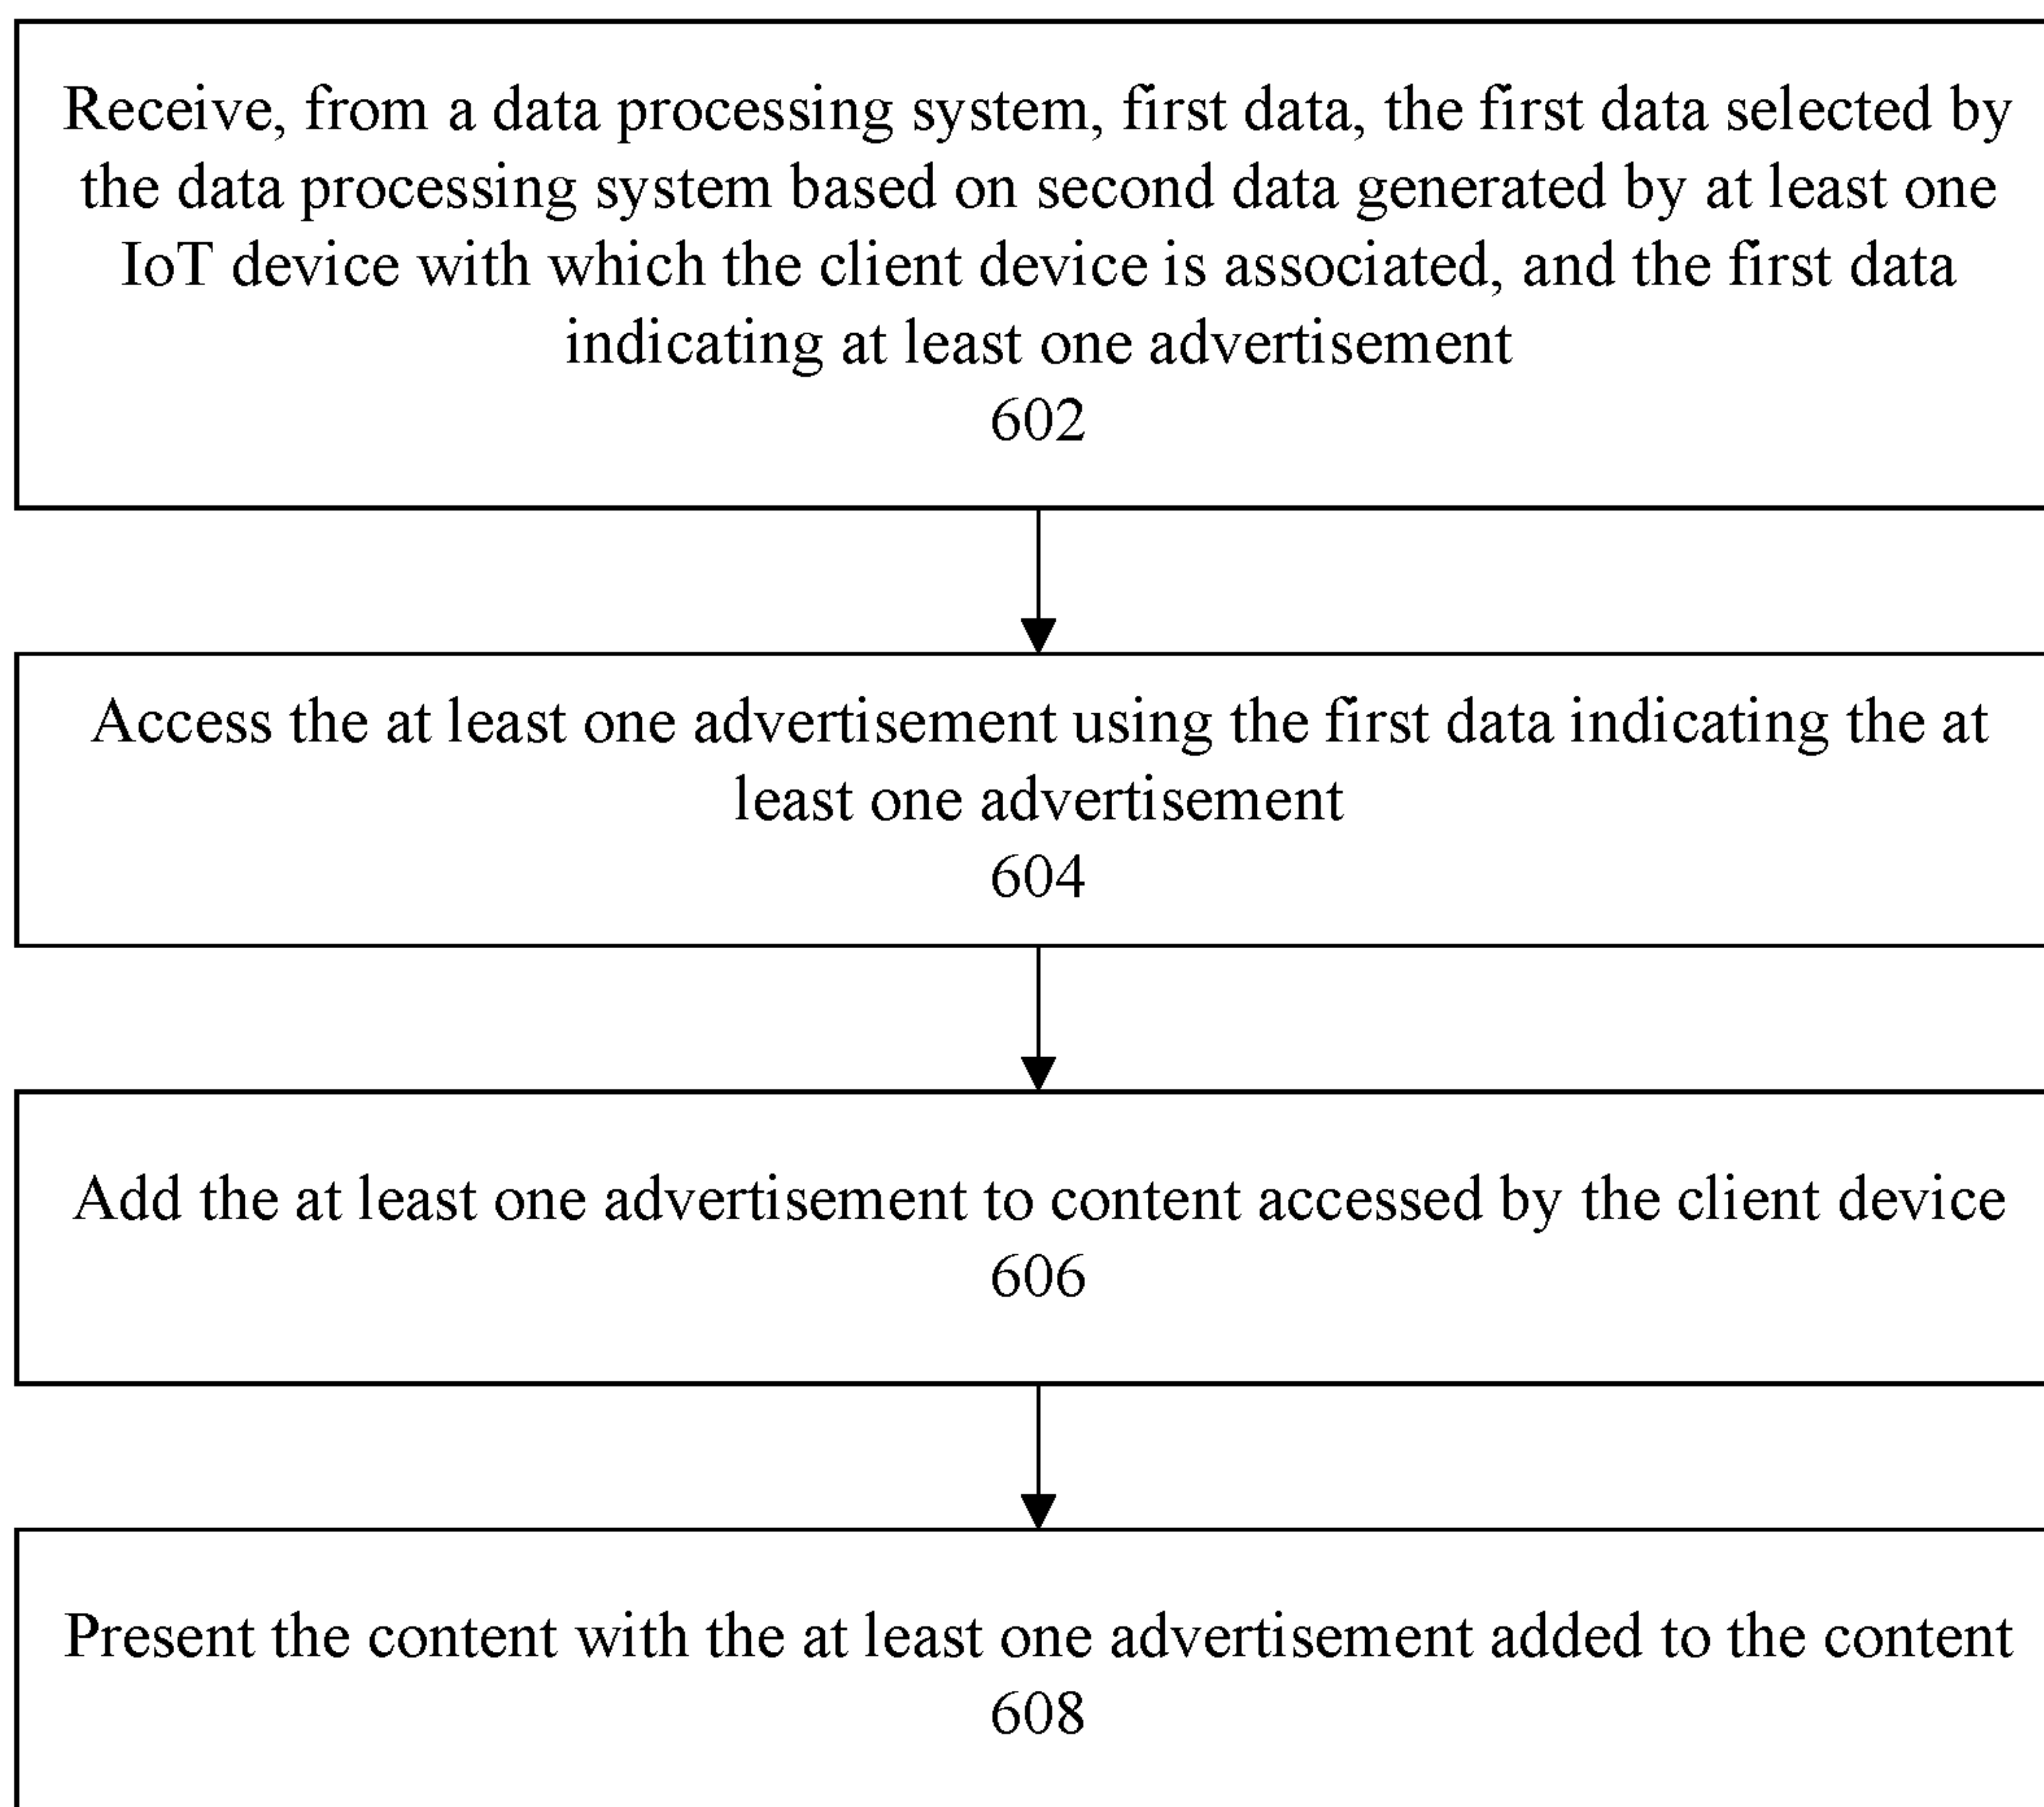 Receive, from a data processing system, first data, the first data selected by
the data processing system based on second data generated by at least one
IoT device with which the client device is associated, and the first data
indicating at least one advertisement
602
Access the at least one advertisement using the first data indicating the at
least one advertisement
604
Add the at least one advertisement to content accessed by the client device
606
Present the content with the at least one advertisement added to the content
608